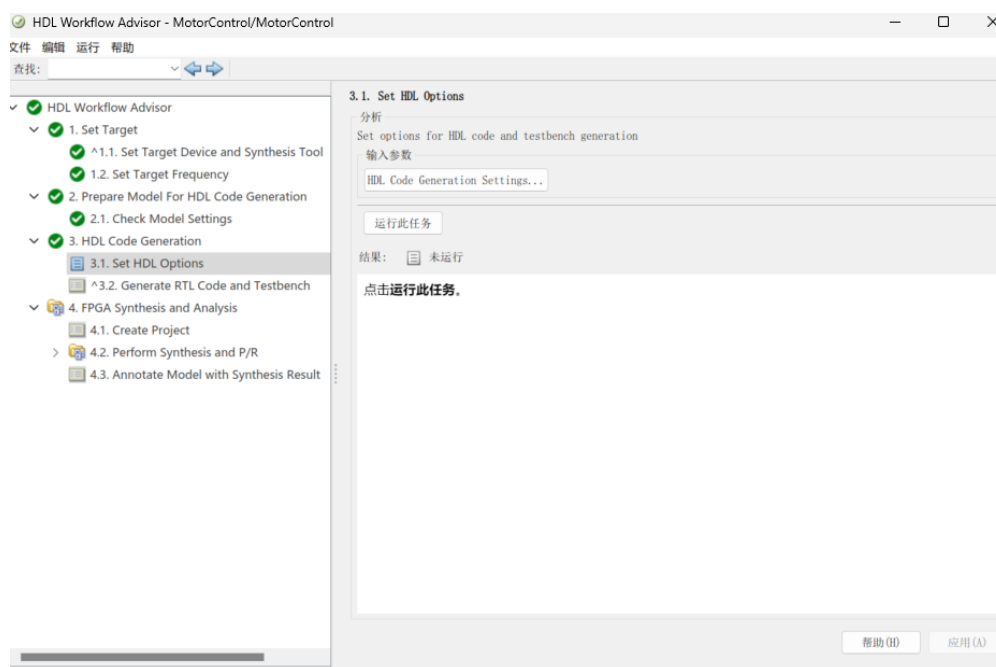 HDL Workflow Advisor - MotorControl/MotorControl
文件 编辑 运行 帮助
查找:
HDL Workflow Advisor
1. Set Target
^1.1. Set Target Device and Synthesis Tool
1.2. Set Target Frequency
2. Prepare Model For HDL Code Generation
2.1. Check Model Settings
3. HDL Code Generation
3.1. Set HDL Options
^3.2. Generate RTL Code and Testbench
4. FPGA Synthesis and Analysis
4.1. Create Project
4.2. Perform Synthesis and P/R
4.3. Annotate Model with Synthesis Result
3.1. Set HDL Options
分析
Set options for HDL code and testbench generation
输入参数
HDL Code Generation Settings...
运行此任务
结果: 未运行
点击运行此任务。
帮助(H) 应用(A)